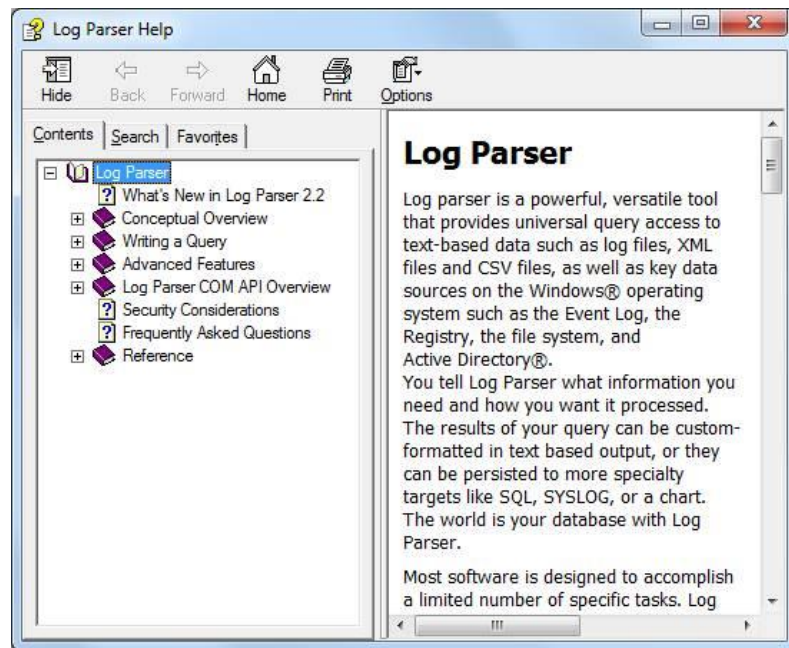 Log Parser Help
Hide Back Forward Home Print Options
Contents Search Favorites
Log Parser
What's New in Log Parser 2.2
Conceptual Overview
Writing a Query
Advanced Features
Log Parser COM API Overview
Security Considerations
Frequently Asked Questions
Reference
Log Parser
Log parser is a powerful, versatile tool
that provides universal query access to
text-based data such as log files, XML
files and CSV files, as well as key data
sources on the Windows® operating
system such as the Event Log, the
Registry, the file system, and
Active Directory®.
You tell Log Parser what information you
need and how you want it processed.
The results of your query can be custom-
formatted in text based output, or they
can be persisted to more specialty
targets like SQL, SYSLOG, or a chart.
The world is your database with Log
Parser.
Most software is designed to accomplish
a limited number of specific tasks. Log